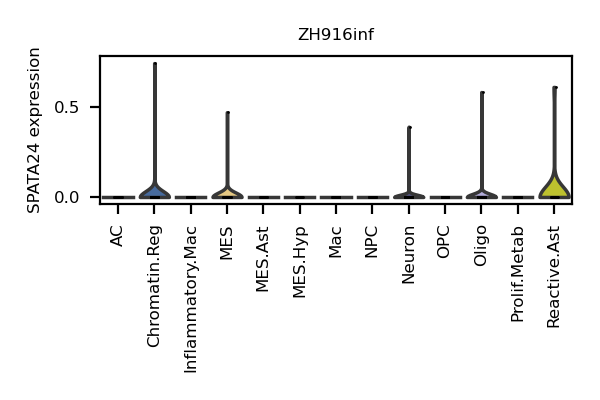 ZH916inf
SPATA24 expression
0.5
0.0
AC
Chromatin.Reg
Inflammatory.Mac
MES
MES.Ast
MES.Hyp
Mac
NPC
Neuron
OPC
Oligo
Prolif.Metab
Reactive.Ast